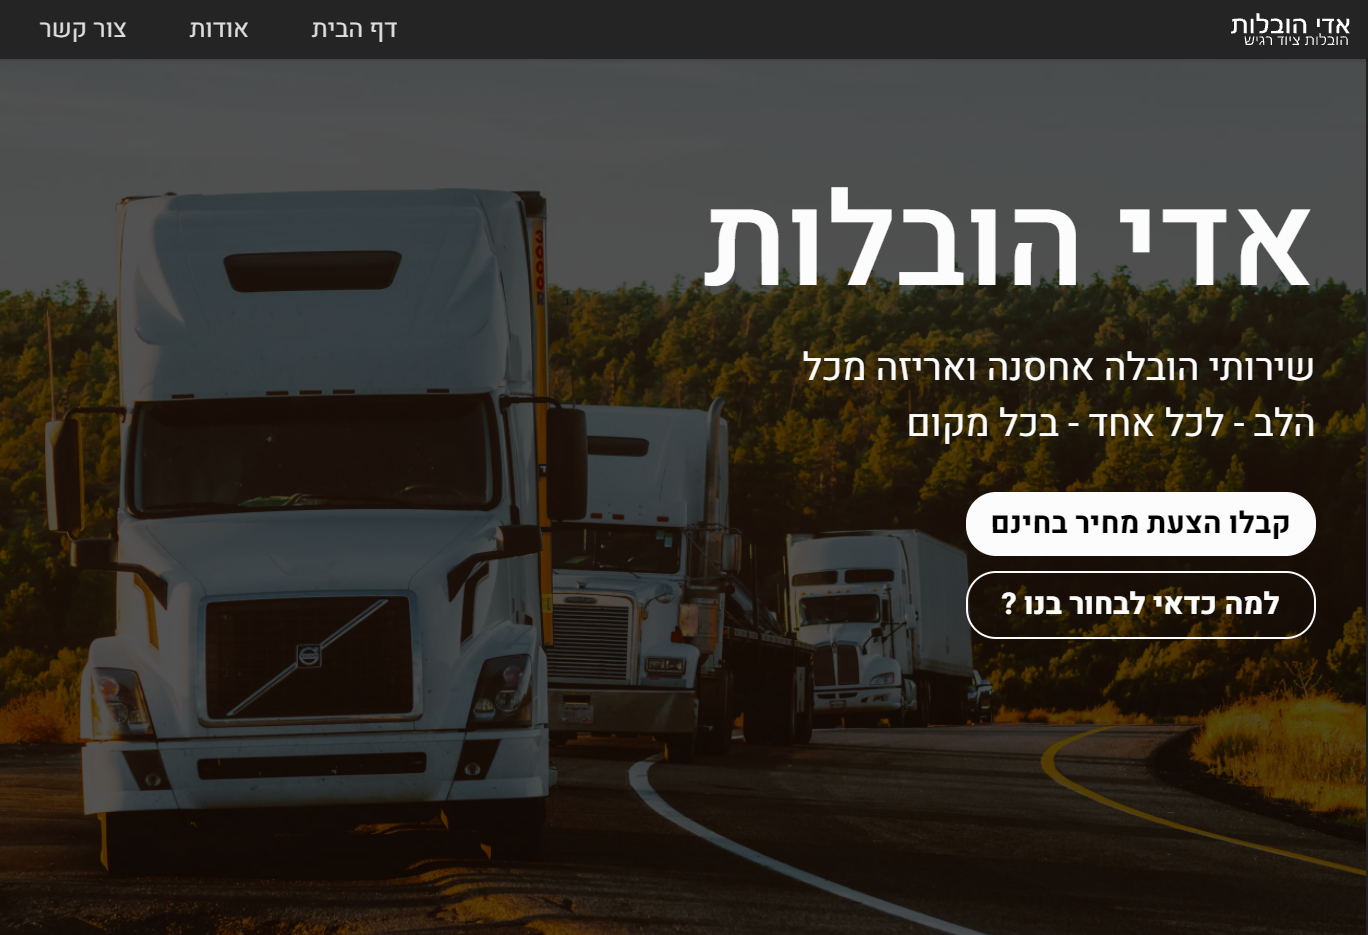 אדי הובלות
הובלות ציוד רגיש
דף הבית
אודות
צור קשר
אדי הובלות
שירותי הובלה אחסנה ואריזה מכל
הלב - לכל אחד - בכל מקום
קבלו הצעת מחיר בחינם
למה כדאי לבחור בנו ?